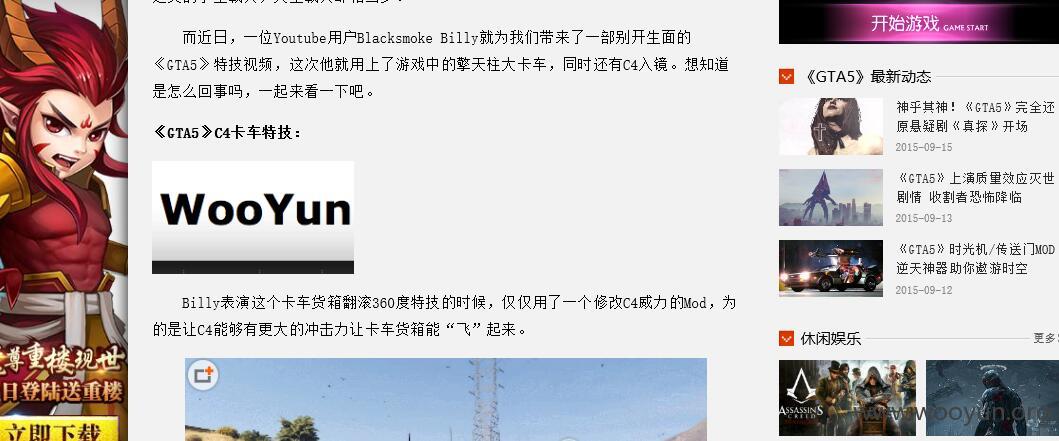 而近日，一位Youtube用户Blacksmoke Billy就为我们带来了一部别开生面的
《GTA5》特技视频，这次他就用上了游戏中的擎天柱大卡车，同时还有C4入镜。想知道
是怎么回事吗，一起来看一下吧。
《GTA5》C4卡车特技：
WooYun
Billy表演这个卡车货箱翻滚360度特技的时候，仅仅用了一个修改C4威力的Mod，为
的是让C4能够有更大的冲击力让卡车货箱能“飞”起来。
尊重楼现世
日登陆送重楼
立即下载
开始游戏 GAME START
《GTA5》最新动态
神乎其神！《GTA5》完全还
原悬疑剧《真探》开场
2015-09-15
《GTA5》上演质量效应灭世
剧情 收割者恐怖降临
2015-09-13
《GTA5》时光机/传送门MOD
逆天神器助你遨游时空
2015-09-12
休闲娱乐
更多
ASSASSINS
CREED
www.wooyun.org